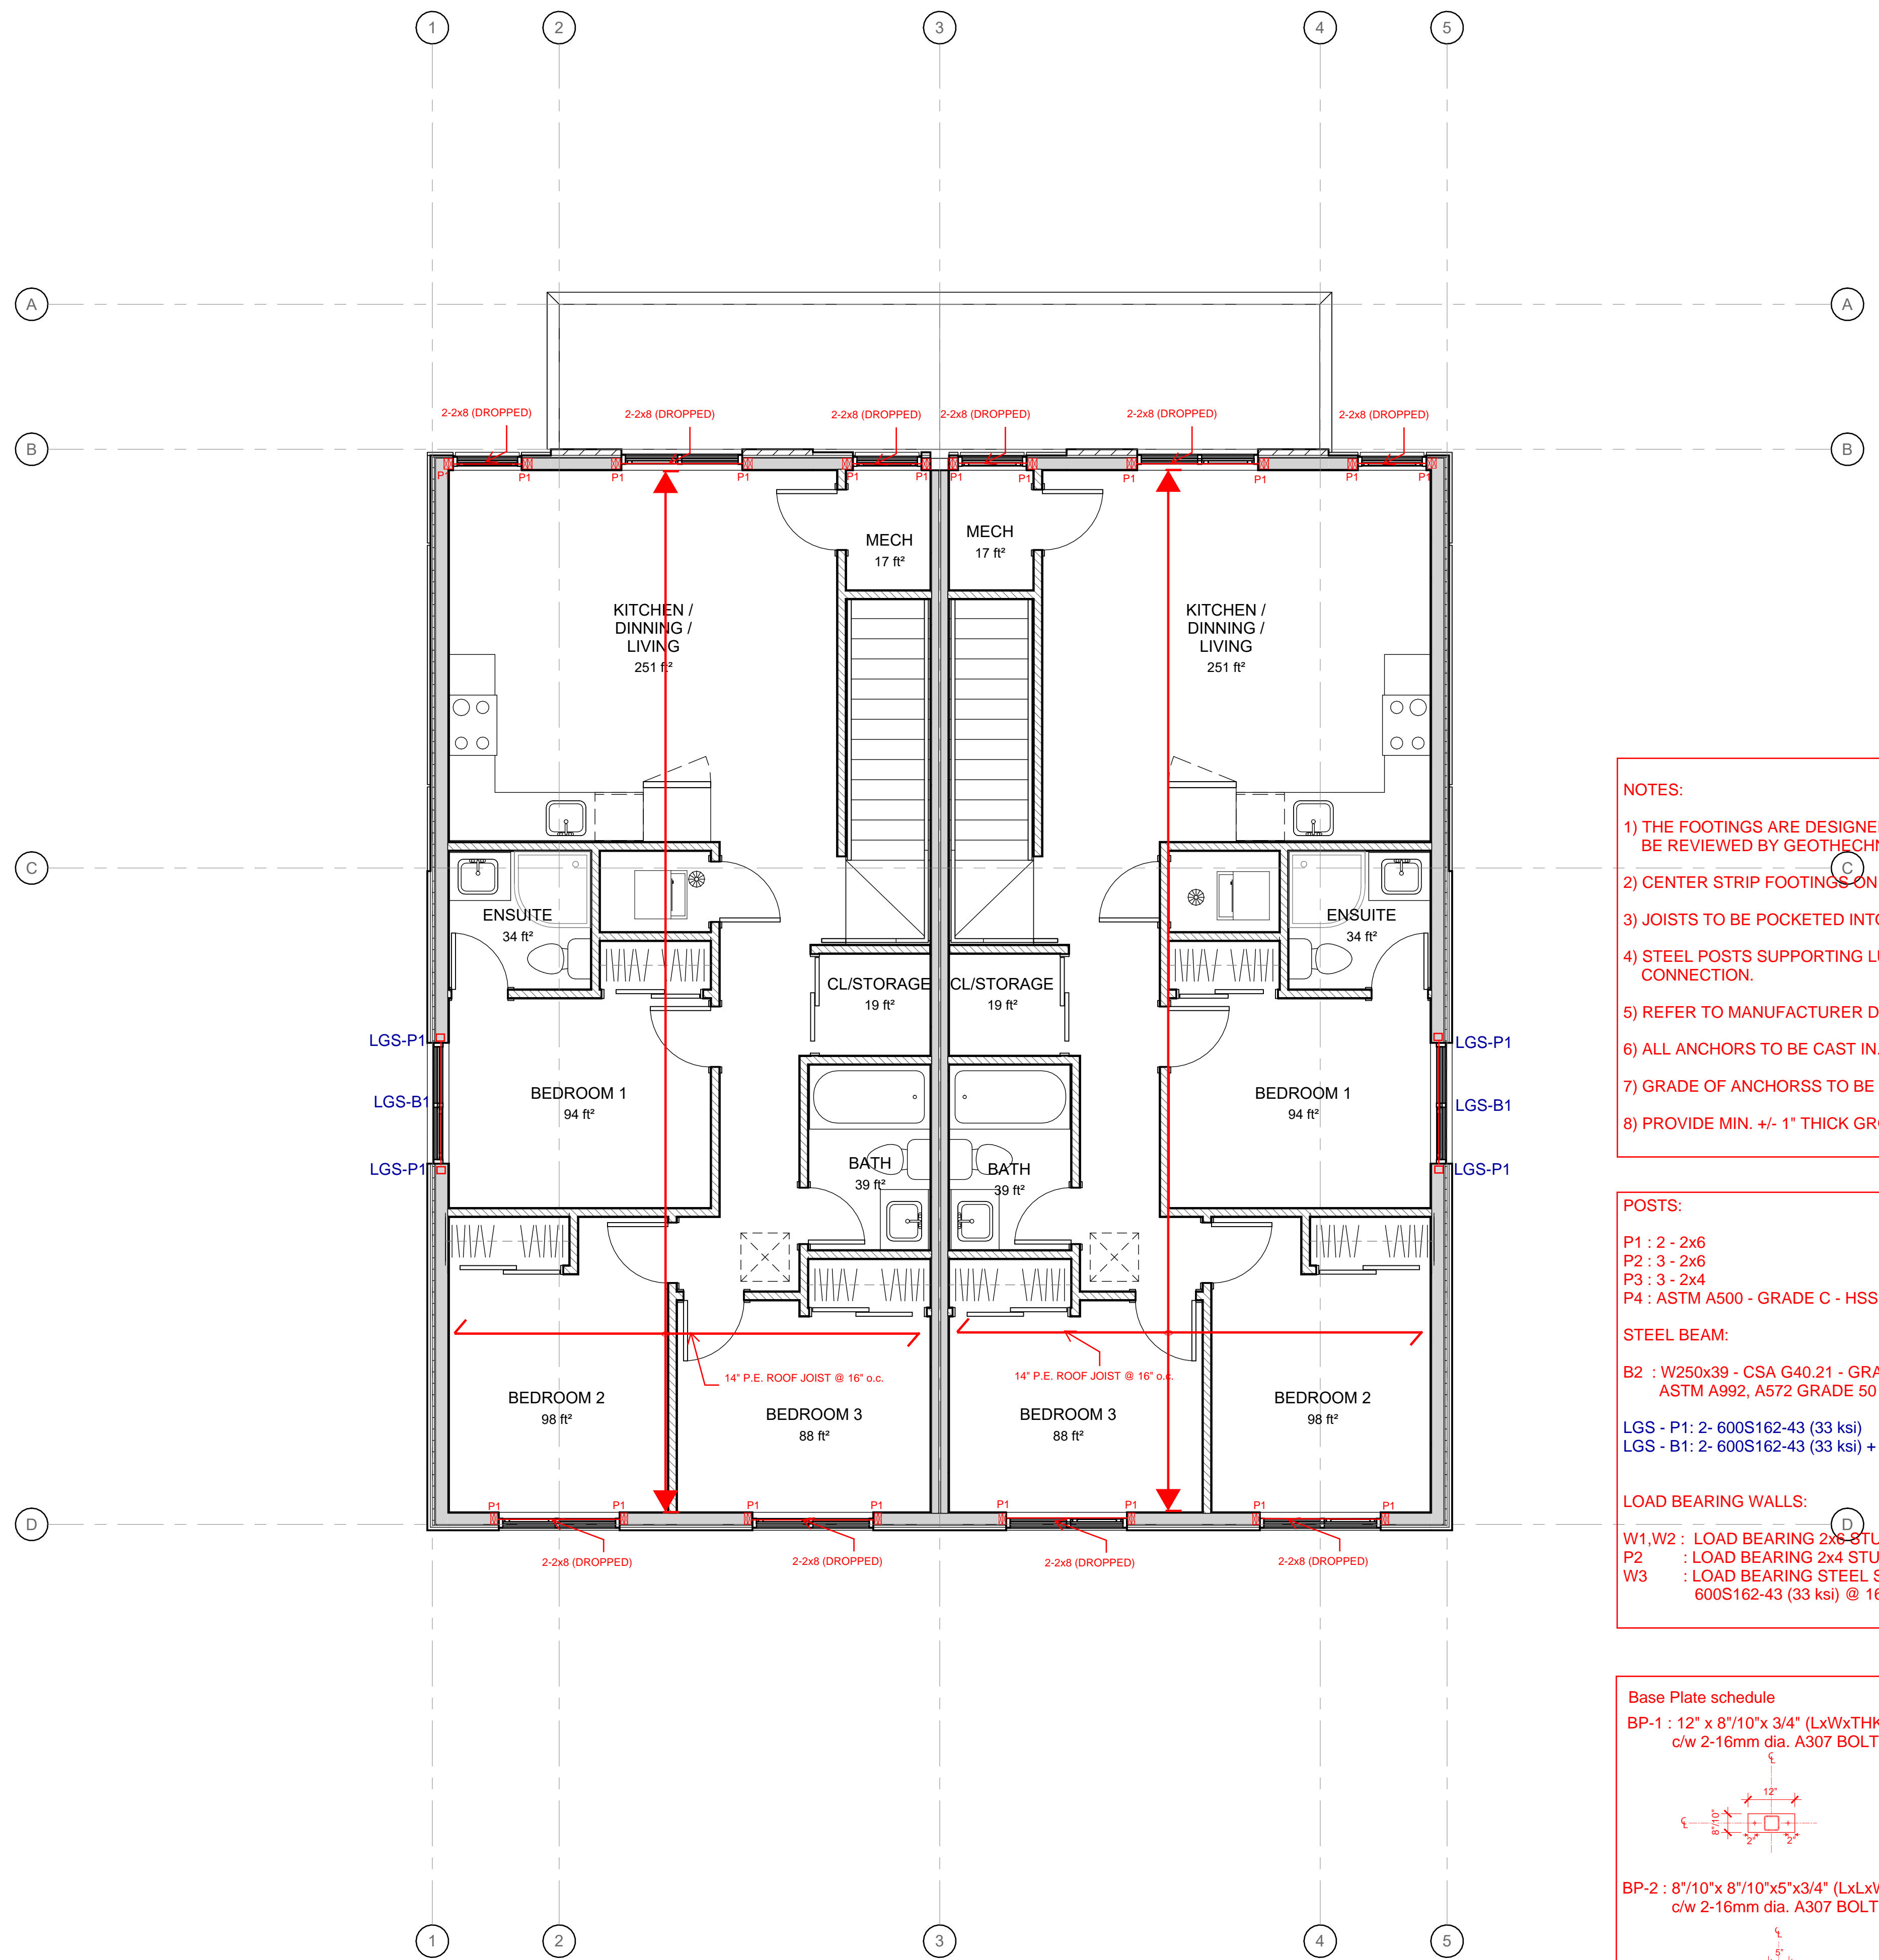 1 2 3 4 5
A A
2-2x8 (DROPPED) 2-2x8 (DROPPED) 2-2x8 (DROPPED) 2-2x8 (DROPPED) 2-2x8 (DROPPED) 2-2x8 (DROPPED)
B B
P1 P1 P1 P1 P1 P1 P1 P1 P1 P1 P1 P1
MECH
17 ft²
MECH
17 ft²
KITCHEN /
DINNING /
LIVING
251 ft²
KITCHEN /
DINNING /
LIVING
251 ft²
C C
ENSUITE
34 ft²
ENSUITE
34 ft²
CL/STORAGE
19 ft²
CL/STORAGE
19 ft²
LGS-P1
LGS-B1
LGS-P1
LGS-P1
LGS-B1
LGS-P1
BEDROOM 1
94 ft²
BEDROOM 1
94 ft²
BATH
39 ft²
BATH
39 ft²
14" P.E. ROOF JOIST @ 16" o.c.
14" P.E. ROOF JOIST @ 16" o.c.
BEDROOM 2
98 ft²
BEDROOM 3
88 ft²
BEDROOM 3
88 ft²
BEDROOM 2
98 ft²
P1 P1 P1 P1 P1 P1 P1 P1
D D
2-2x8 (DROPPED) 2-2x8 (DROPPED) 2-2x8 (DROPPED) 2-2x8 (DROPPED)
1 2 3 4 5
NOTES:
1) THE FOOTINGS ARE DESIGNE
BE REVIEWED BY GEOTHECH
2) CENTER STRIP FOOTINGS ON
3) JOISTS TO BE POCKETED INT
4) STEEL POSTS SUPPORTING L
CONNECTION.
5) REFER TO MANUFACTURER D
6) ALL ANCHORS TO BE CAST IN.
7) GRADE OF ANCHORSS TO BE
8) PROVIDE MIN. +/- 1" THICK GR
POSTS:
P1 : 2 - 2x6
P2 : 3 - 2x6
P3 : 3 - 2x4
P4 : ASTM A500 - GRADE C - HSS
STEEL BEAM:
B2 : W250x39 - CSA G40.21 - GRA
ASTM A992, A572 GRADE 50
LGS - P1: 2- 600S162-43 (33 ksi)
LGS - B1: 2- 600S162-43 (33 ksi) +
LOAD BEARING WALLS:
W1,W2 : LOAD BEARING 2x6 STU
P2 : LOAD BEARING 2x4 STU
W3 : LOAD BEARING STEEL S
600S162-43 (33 ksi) @ 16
Base Plate schedule
BP-1 : 12" x 8"/10"x 3/4" (LxWxTHK
c/w 2-16mm dia. A307 BOLT
12"
8"/10"
2" 2"
BP-2 : 8"/10"x 8"/10"x5"x3/4" (LxLxW
c/w 2-16mm dia. A307 BOLT
5"